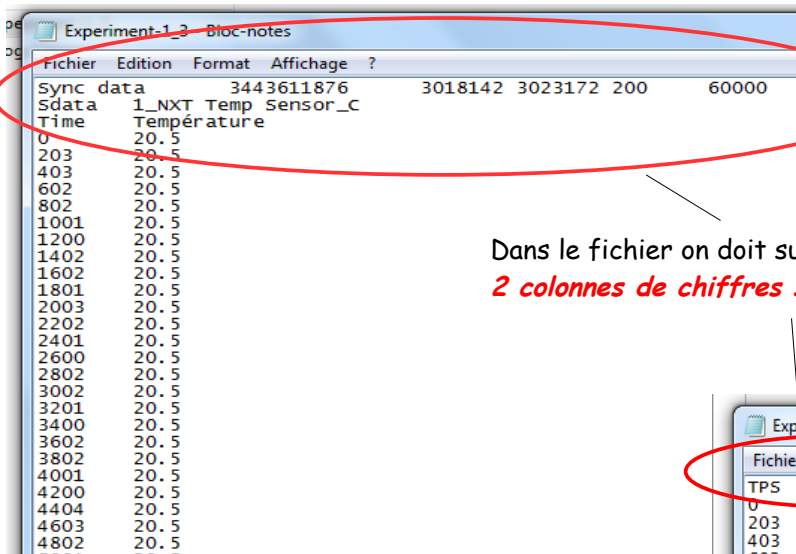 Experiment-1_3 - Bloc-notes
Fichier Edition Format Affichage ?
Sync data 3443611876 3018142 3023172 200 60000
Sdata 1_NXT Temp Sensor_C
Time Température
0 20.5
203 20.5
403 20.5
602 20.5
802 20.5
1001 20.5
1200 20.5
1402 20.5
1602 20.5
1801 20.5
2003 20.5
2202 20.5
2401 20.5
2600 20.5
2802 20.5
3002 20.5
3201 20.5
3400 20.5
3602 20.5
3802 20.5
4001 20.5
4200 20.5
4404 20.5
4603 20.5
4802 20.5
Dans le fichier on doit su
2 colonnes de chiffres
Exp
Fichie
TPS
0
203
403